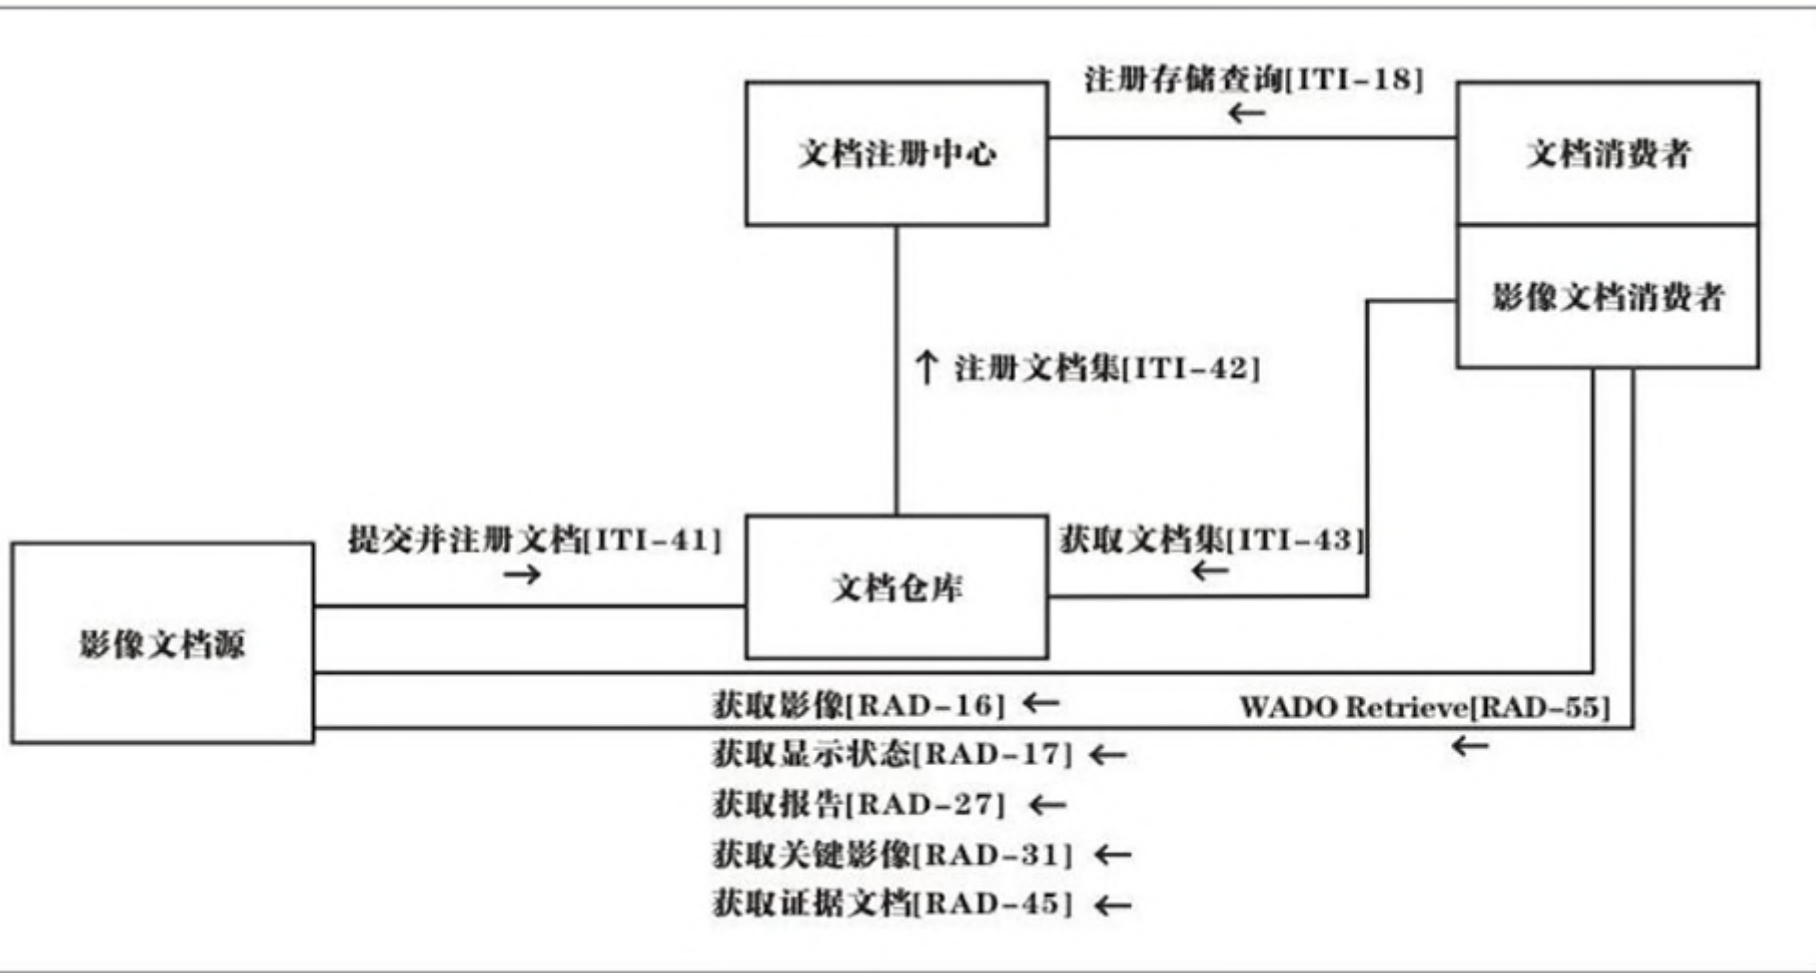 注册存储查询[ITI-18]
←
文档注册中心
文档消费者
影像文档消费者
↑ 注册文档集[ITI-42]
提交并注册文档[ITI-41]
→
获取文档集[ITI-43]
←
文档仓库
影像文档源
获取影像[RAD-16] ←
WADO Retrieve[RAD-55]
←
获取显示状态[RAD-17] ←
获取报告[RAD-27] ←
获取关键影像[RAD-31] ←
获取证据文档[RAD-45] ←